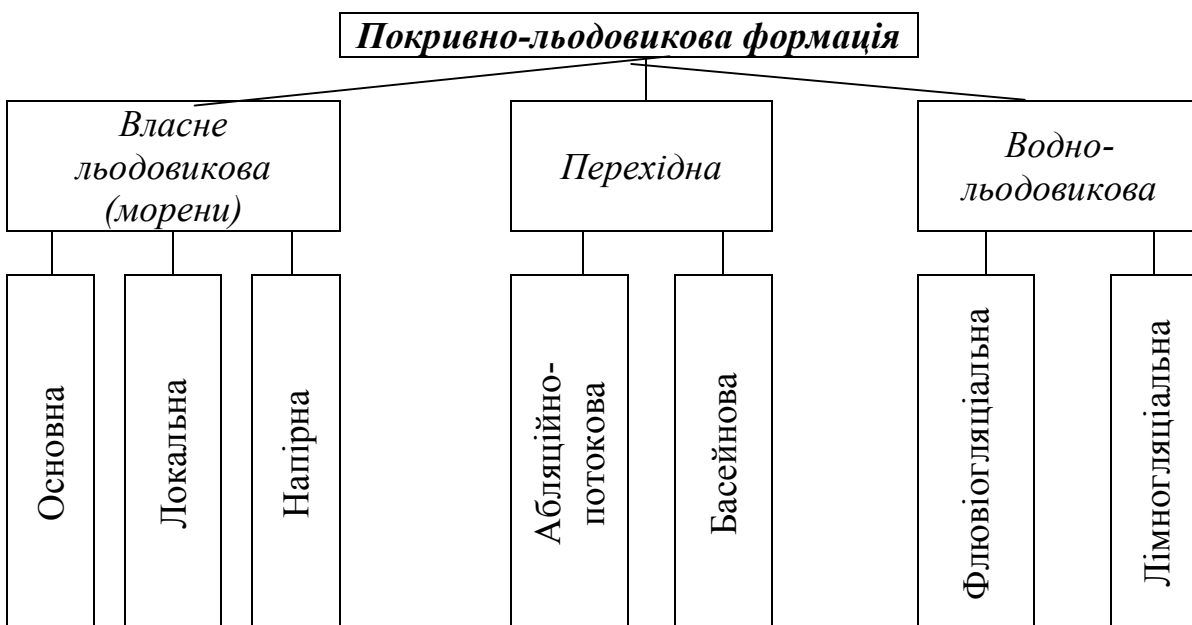 Покривно-льодовикова формація
Власне
льодовикова
(морени)
Перехідна
Водно-
льодовикова
Основна
Локальна
Напірна
Абляційно-
потокова
Басейнова
Флювіогляціальна
Лімногляціальна